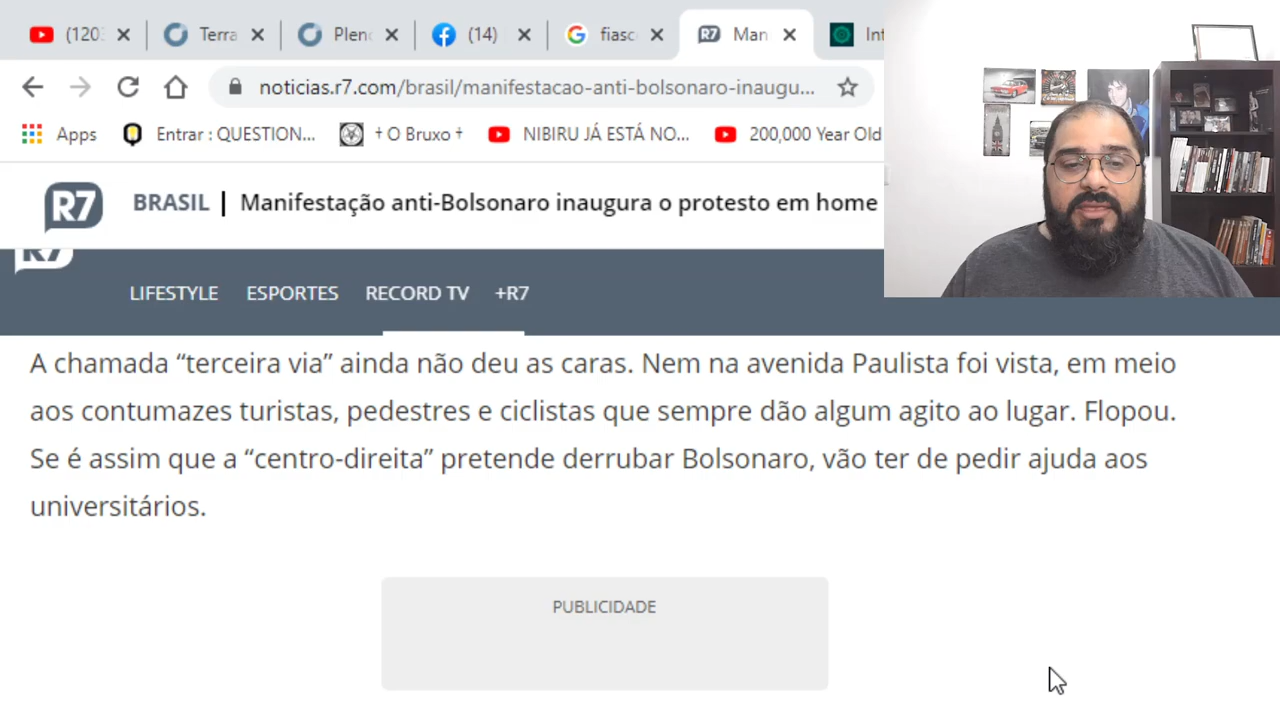 (120
Terra
Plen
(14)
fiasc
Man
Int
noticias.r7.com/brasil/manifestacao-anti-bolsonaro-inaugu...
Apps
Entrar : QUESTION...
† O Bruxo †
NIBIRU JÁ ESTÁ NO...
200,000 Year Old
R7
BRASIL | Manifestação anti-Bolsonaro inaugura o protesto em home
R7
LIFESTYLE ESPORTES RECORD TV +R7
A chamada “terceira via” ainda não deu as caras. Nem na avenida Paulista foi vista, em meio
aos contumazes turistas, pedestres e ciclistas que sempre dão algum agito ao lugar. Flopou.
Se é assim que a “centro-direita” pretende derrubar Bolsonaro, vão ter de pedir ajuda aos
universitários.
PUBLICIDADE